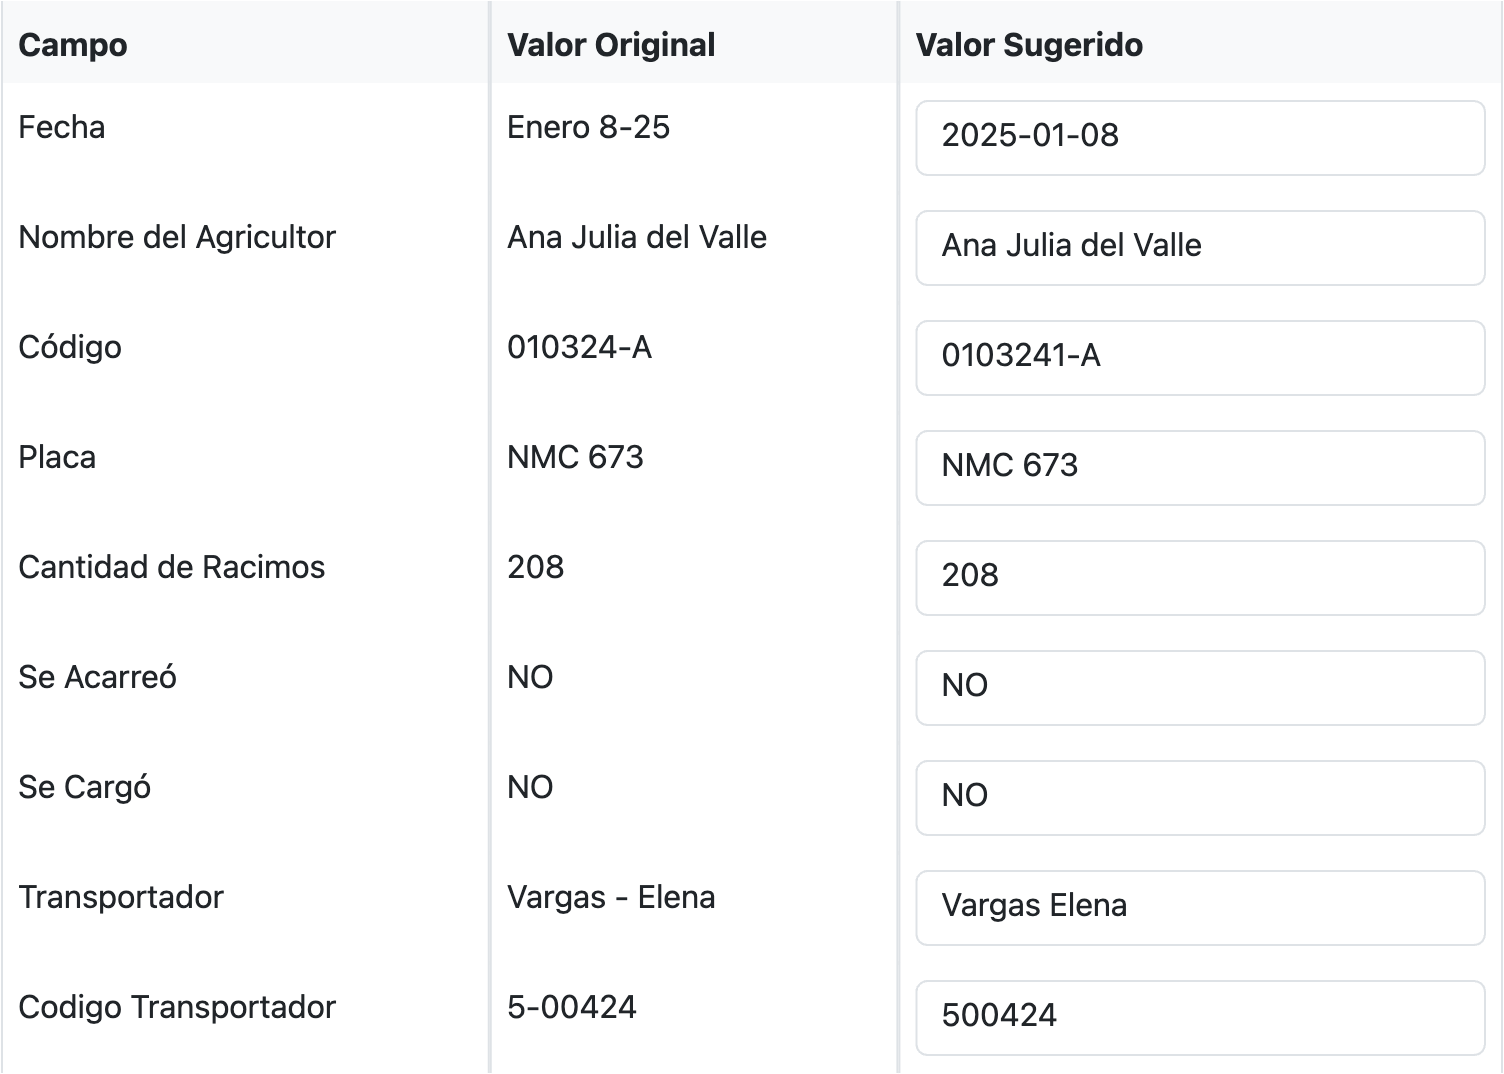 Campo Valor Original Valor Sugerido
Fecha Enero 8-25 2025-01-08
Nombre del Agricultor Ana Julia del Valle Ana Julia del Valle
Código 010324-A 0103241-A
Placa NMC 673 NMC 673
Cantidad de Racimos 208 208
Se Acarreó NO NO
Se Cargó NO NO
Transportador Vargas - Elena Vargas Elena
Codigo Transportador 5-00424 500424